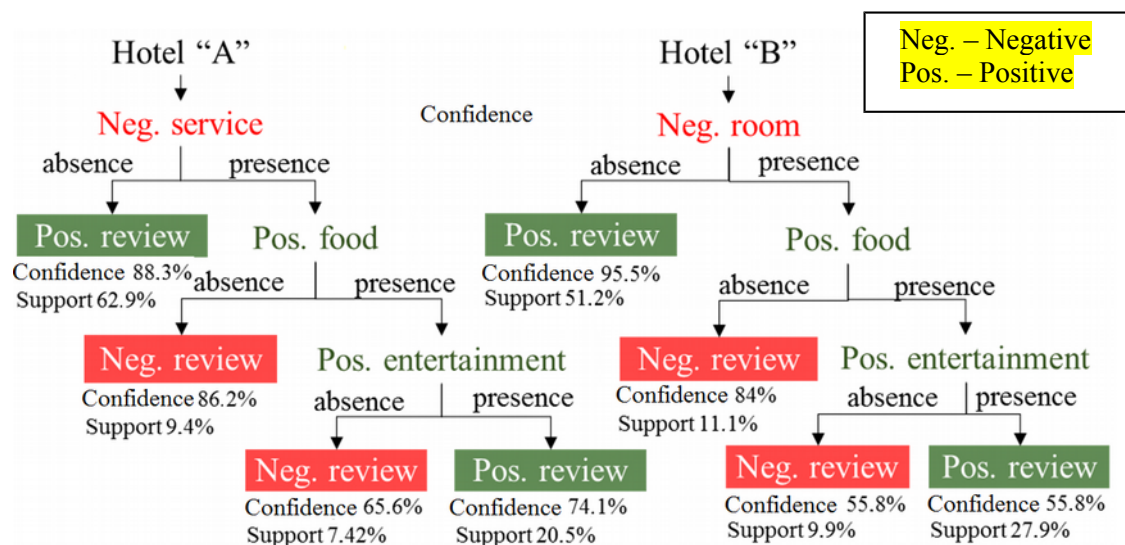 Neg. – Negative
Pos. – Positive
Hotel “A”
Hotel “B”
Neg. service
Confidence
Neg. room
absence
presence
absence
presence
Pos. review
Pos. food
Pos. review
Pos. food
Confidence 88.3%
Support 62.9%
absence
presence
Confidence 95.5%
Support 51.2%
absence
presence
Neg. review
Pos. entertainment
Neg. review
Pos. entertainment
Confidence 86.2%
Support 9.4%
absence
presence
Confidence 84%
Support 11.1%
absence
presence
Neg. review
Pos. review
Neg. review
Pos. review
Confidence 65.6%
Support 7.42%
Confidence 74.1%
Support 20.5%
Confidence 55.8%
Support 9.9%
Confidence 55.8%
Support 27.9%